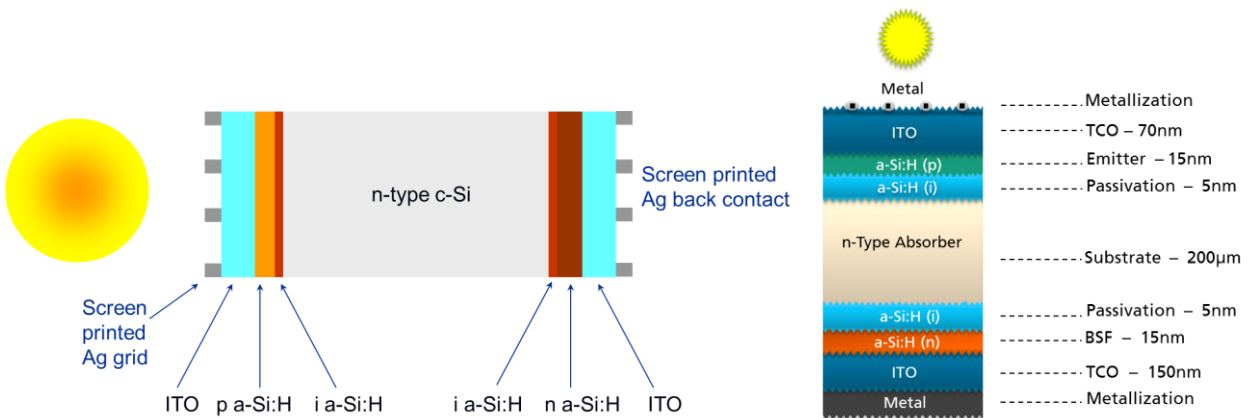 n-type c-Si
Screen printed
Ag back contact
Screen
printed
Ag grid
ITO
p a-Si:H
i a-Si:H
i a-Si:H
n a-Si:H
ITO
Metal
Metallization
ITO
TCO – 70nm
a-Si:H (p)
Emitter – 15nm
a-Si:H (i)
Passivation – 5nm
n-Type Absorber
Substrate – 200μm
a-Si:H (i)
Passivation – 5nm
a-Si:H (n)
BSF – 15nm
ITO
TCO – 150nm
Metal
Metallization